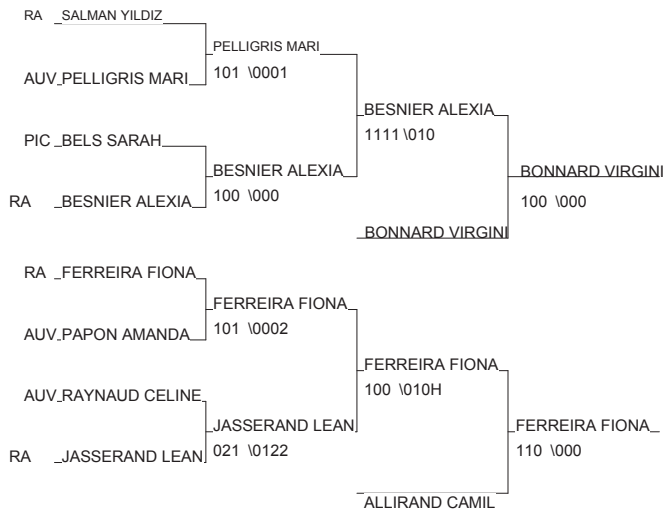 RA SALMAN YILDIZ
PELLIGRIS MARI
101 \0001
AUV PELLIGRIS MARI
BESNIER ALEXIA
1111 \010
PIC BELS SARAH
BESNIER ALEXIA
100 \000
BONNARD VIRGINI
100 \000
RA BESNIER ALEXIA
BONNARD VIRGINI
RA FERREIRA FIONA
FERREIRA FIONA
101 \0002
AUV PAPON AMANDA
FERREIRA FIONA
100 \010H
AUV RAYNAUD CELINE
JASSERAND LEAN
021 \0122
FERREIRA FIONA
110 \000
RA JASSERAND LEAN
ALLIRAND CAMIL